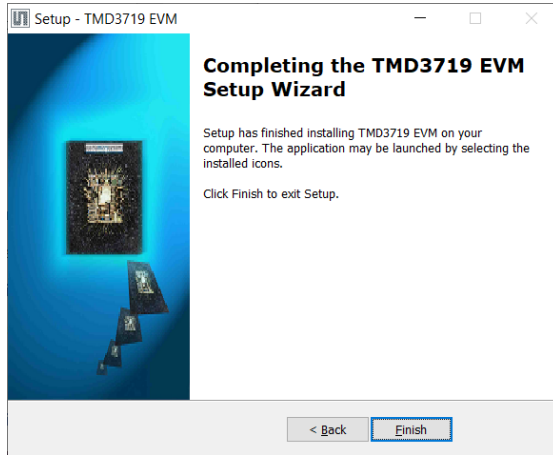 Setup - TMD3719 EVM
Completing the TMD3719 EVM
Setup Wizard
Setup has finished installing TMD3719 EVM on your
computer. The application may be launched by selecting the
installed icons.
Click Finish to exit Setup.
< Back
Finish